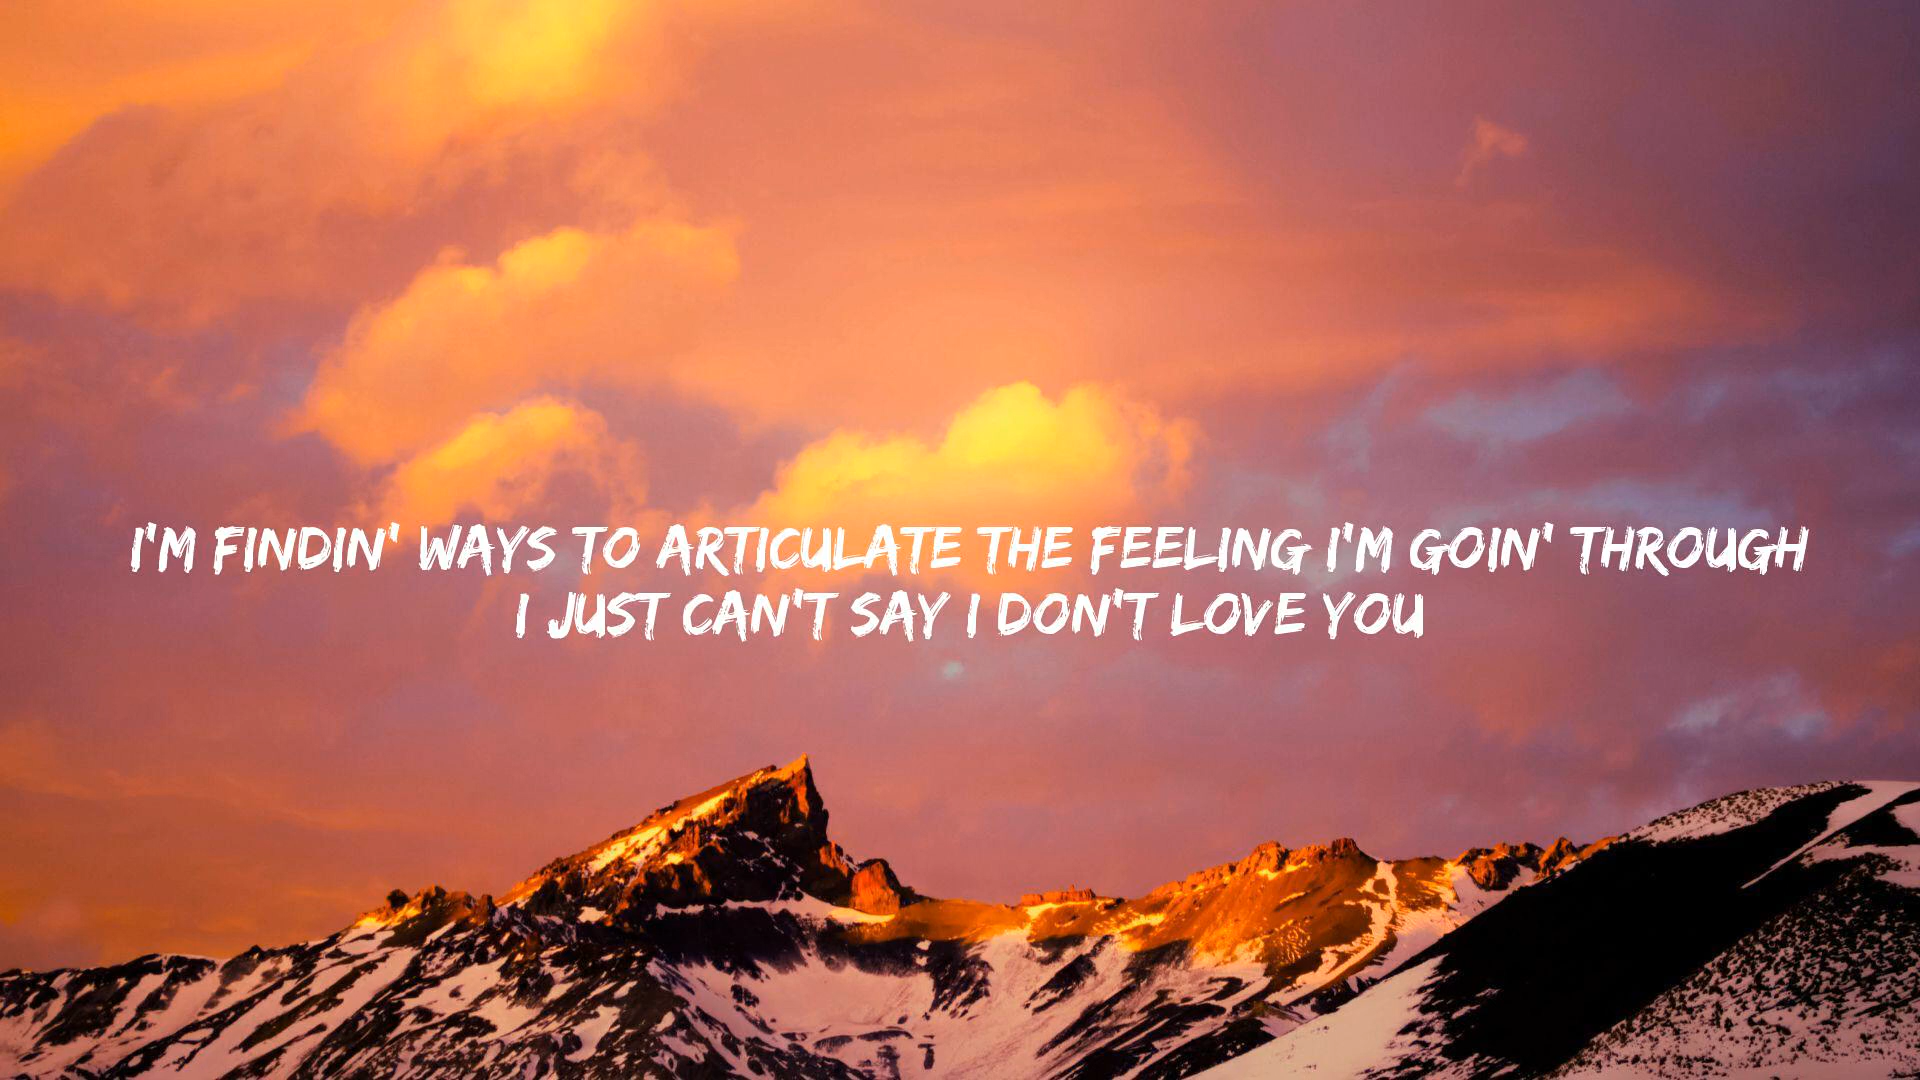 I'M FINDIN' WAYS TO ARTICULATE THE FEELING I'M GOIN' THROUGH
I JUST CAN'T SAY I DON'T LOVE YOU